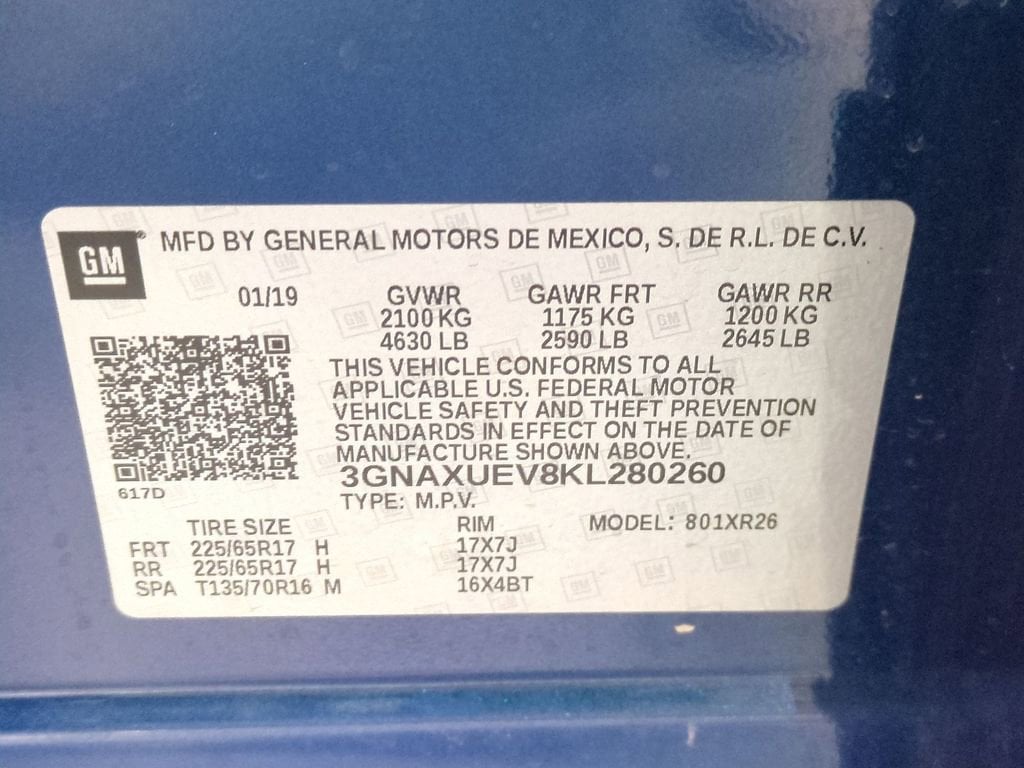 GM
MFD BY GENERAL MOTORS DE MEXICO, S. DE R.L. DE C.V.
01/19 GVWR GAWR FRT GAWR RR
2100 KG 1175 KG 1200 KG
4630 LB 2590 LB 2645 LB
THIS VEHICLE CONFORMS TO ALL
APPLICABLE U.S. FEDERAL MOTOR
VEHICLE SAFETY AND THEFT PREVENTION
STANDARDS IN EFFECT ON THE DATE OF
MANUFACTURE SHOWN ABOVE.
3GNAXUEV8KL280260
617D
TYPE: M.P.V.
TIRE SIZE RIM MODEL: 801XR26
FRT 225/65R17 H 17X7J
RR 225/65R17 H 17X7J
SPA T135/70R16 M 16X4BT